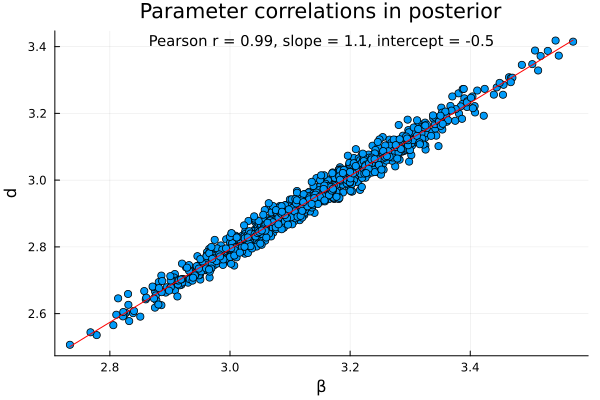 Parameter correlations in posterior
Pearson r = 0.99, slope = 1.1, intercept = -0.5
3.4
3.2
3.0
2.8
2.6
d
2.8 3.0 3.2 3.4
β